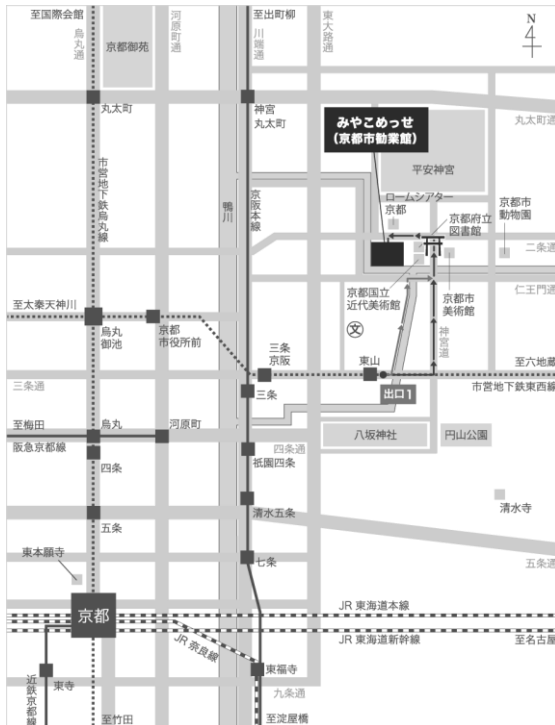 至国際会館
烏丸通
京都御苑
河原町通
至出町柳
川端通
東大路通
N
4
丸太町
神宮
丸太町
みやこめっせ
(京都市勧業館)
丸太町通
平安神宮
市営地下鉄烏丸線
鴨川
京阪本線
ロームシアター
京都
京都府立
図書館
京都市
動物園
二条通
京都国立
近代美術館
京都市
美術館
仁王門通
至太秦天神川
烏丸
御池
京都
市役所前
文
神宮道
三条
京阪
東山
至六地蔵
三条通
三条
出口1
市営地下鉄東西線
至梅田
烏丸
河原町
阪急京都線
四条通
八坂神社
円山公園
四条
祇園四条
清水五条
清水寺
五条
五条通
東本願寺
七条
京都
JR 東海道本線
JR 奈良線
JR 東海道新幹線
至名古屋
近鉄京都線
東寺
東福寺
九条通
至竹田
至淀屋橋